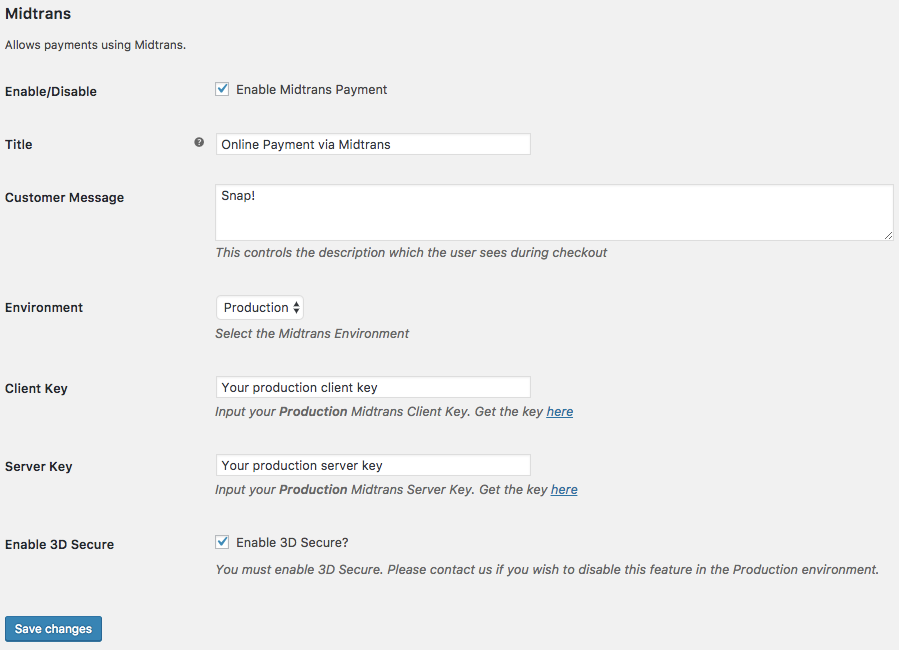 Midtrans
Allows payments using Midtrans.
Enable/Disable
Enable Midtrans Payment
Title
?
Online Payment via Midtrans
Customer Message
Snap!
This controls the description which the user sees during checkout
Environment
Production
Select the Midtrans Environment
Client Key
Your production client key
Input your Production Midtrans Client Key. Get the key here
Server Key
Your production server key
Input your Production Midtrans Server Key. Get the key here
Enable 3D Secure
Enable 3D Secure?
You must enable 3D Secure. Please contact us if you wish to disable this feature in the Production environment.
Save changes